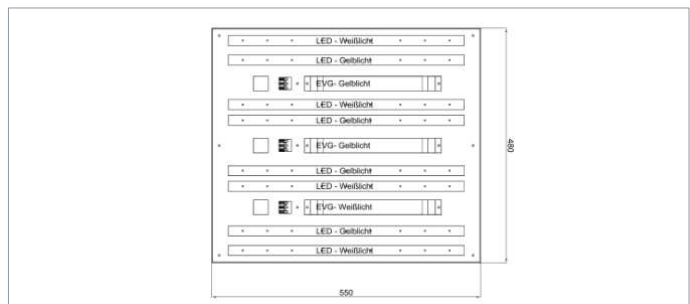 LED - Weißlicht
LED - Gelblicht
EVG- Gelblicht
LED - Weißlicht
LED - Gelblicht
EVG- Gelblicht
LED - Gelblicht
LED - Weißlicht
EVG- Weißlicht
LED - Gelblicht
LED - Weißlicht
480
550